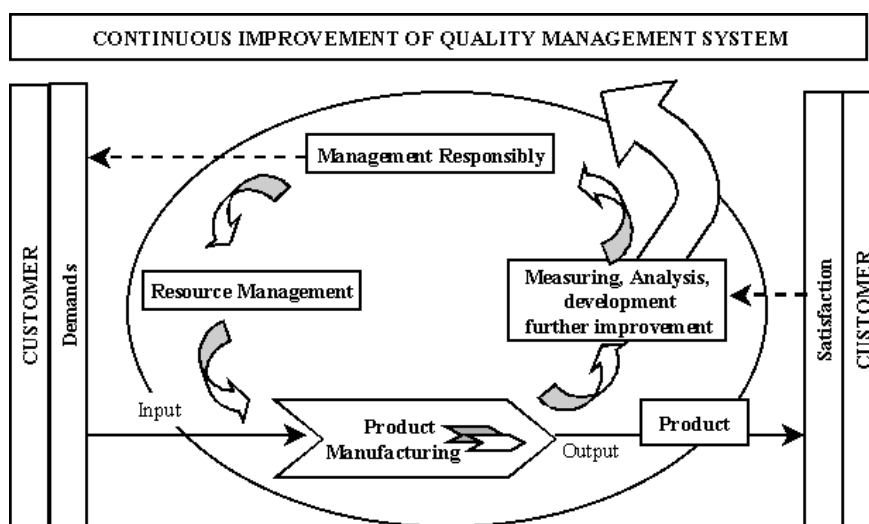 CONTINUOUS IMPROVEMENT OF QUALITY MANAGEMENT SYSTEM
CUSTOMER
Demands
Management Responsibly
Resource Management
Measuring, Analysis,
development
further improvement
Satisfaction
CUSTOMER
Input
Product
Manufacturing
Output
Product